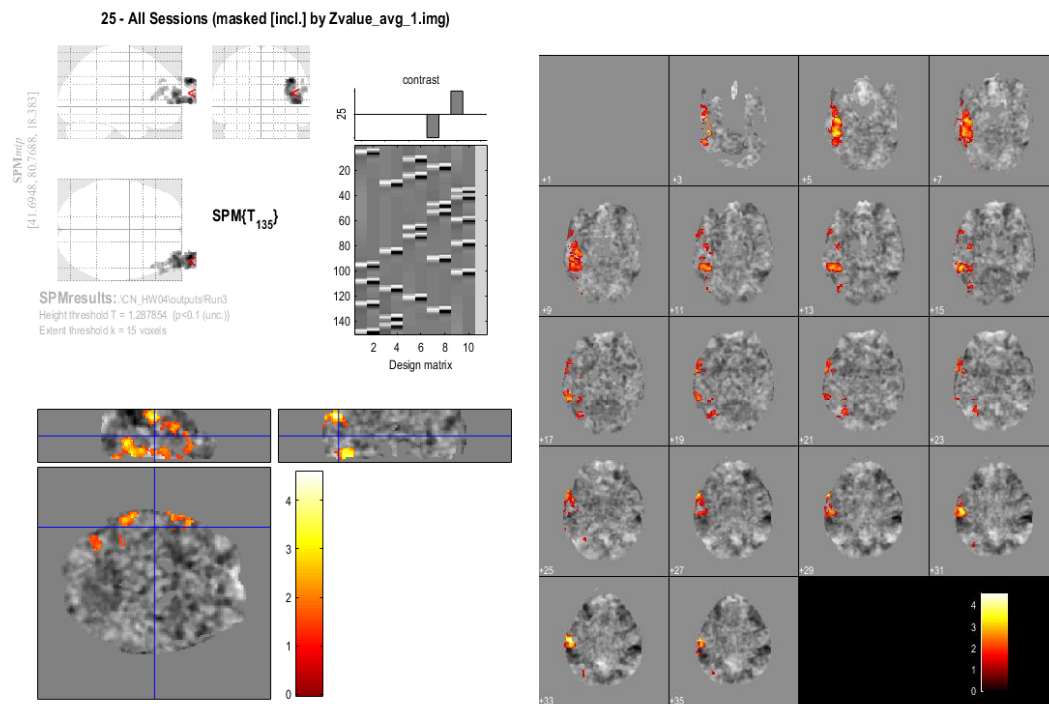 25 - All Sessions (masked [incl.] by Zvalue_avg_1.img)
SPMmip
[41.6948, 80.7688, 18.383]
<
<
<
SPM{T135}
contrast
25
20
40
60
80
100
120
140
2 4 6 8 10
Design matrix
SPMresults: .\CN_HW04\outputs\Run3
Height threshold T = 1.287854 {p<0.1 (unc.)}
Extent threshold k = 15 voxels
4
3
2
1
0
+1 +3 +5 +7
+9 +11 +13 +15
+17 +19 +21 +23
+25 +27 +29 +31
+33 +35
4
3
2
1
0